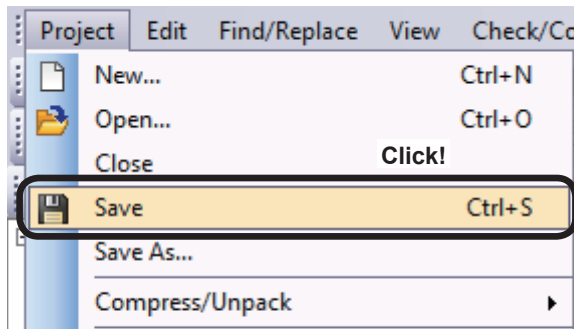 Project Edit Find/Replace View Check/Co
New... Ctrl+N
Open... Ctrl+O
Close
Click!
Save Ctrl+S
Save As...
Compress/Unpack